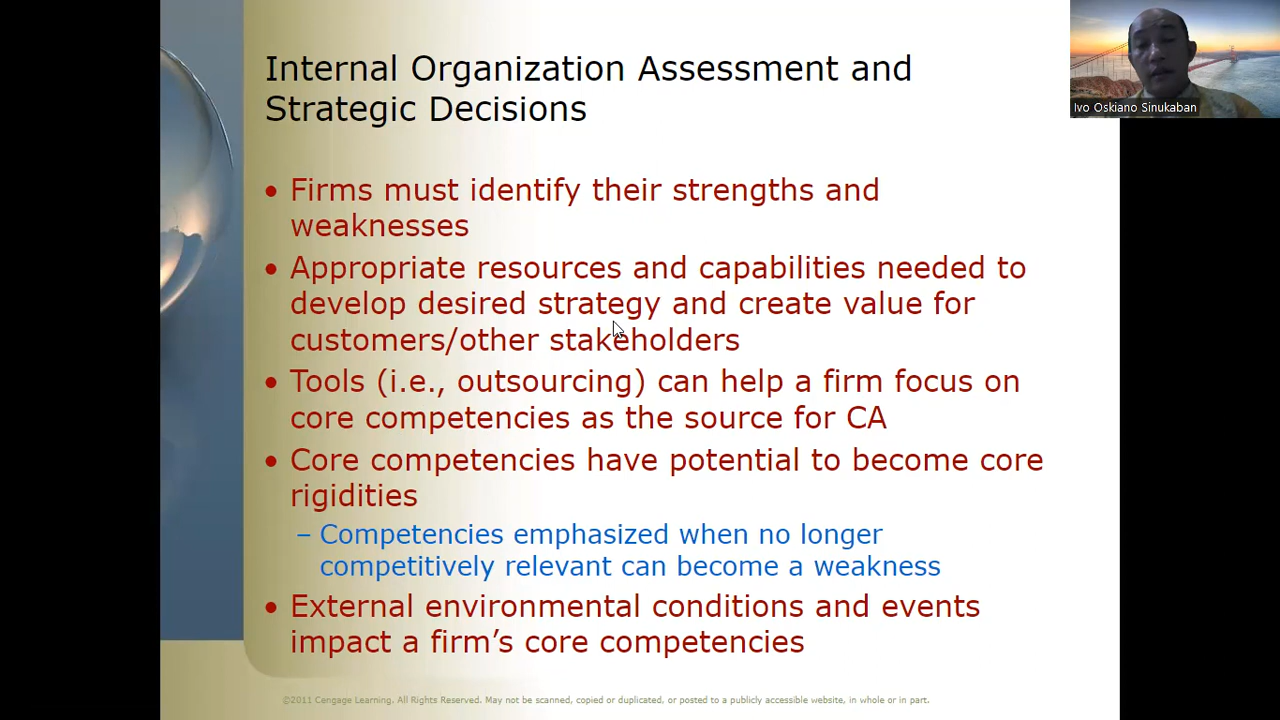 Internal Organization Assessment and
Strategic Decisions
• Firms must identify their strengths and
weaknesses
• Appropriate resources and capabilities needed to
develop desired strategy and create value for
customers/other stakeholders
• Tools (i.e., outsourcing) can help a firm focus on
core competencies as the source for CA
• Core competencies have potential to become core
rigidities
– Competencies emphasized when no longer
competitively relevant can become a weakness
• External environmental conditions and events
impact a firm’s core competencies
©2011 Cengage Learning. All Rights Reserved. May not be scanned, copied or duplicated, or posted to a publicly accessible website, in whole or in part.
Ivo Oskiano Sinukaban